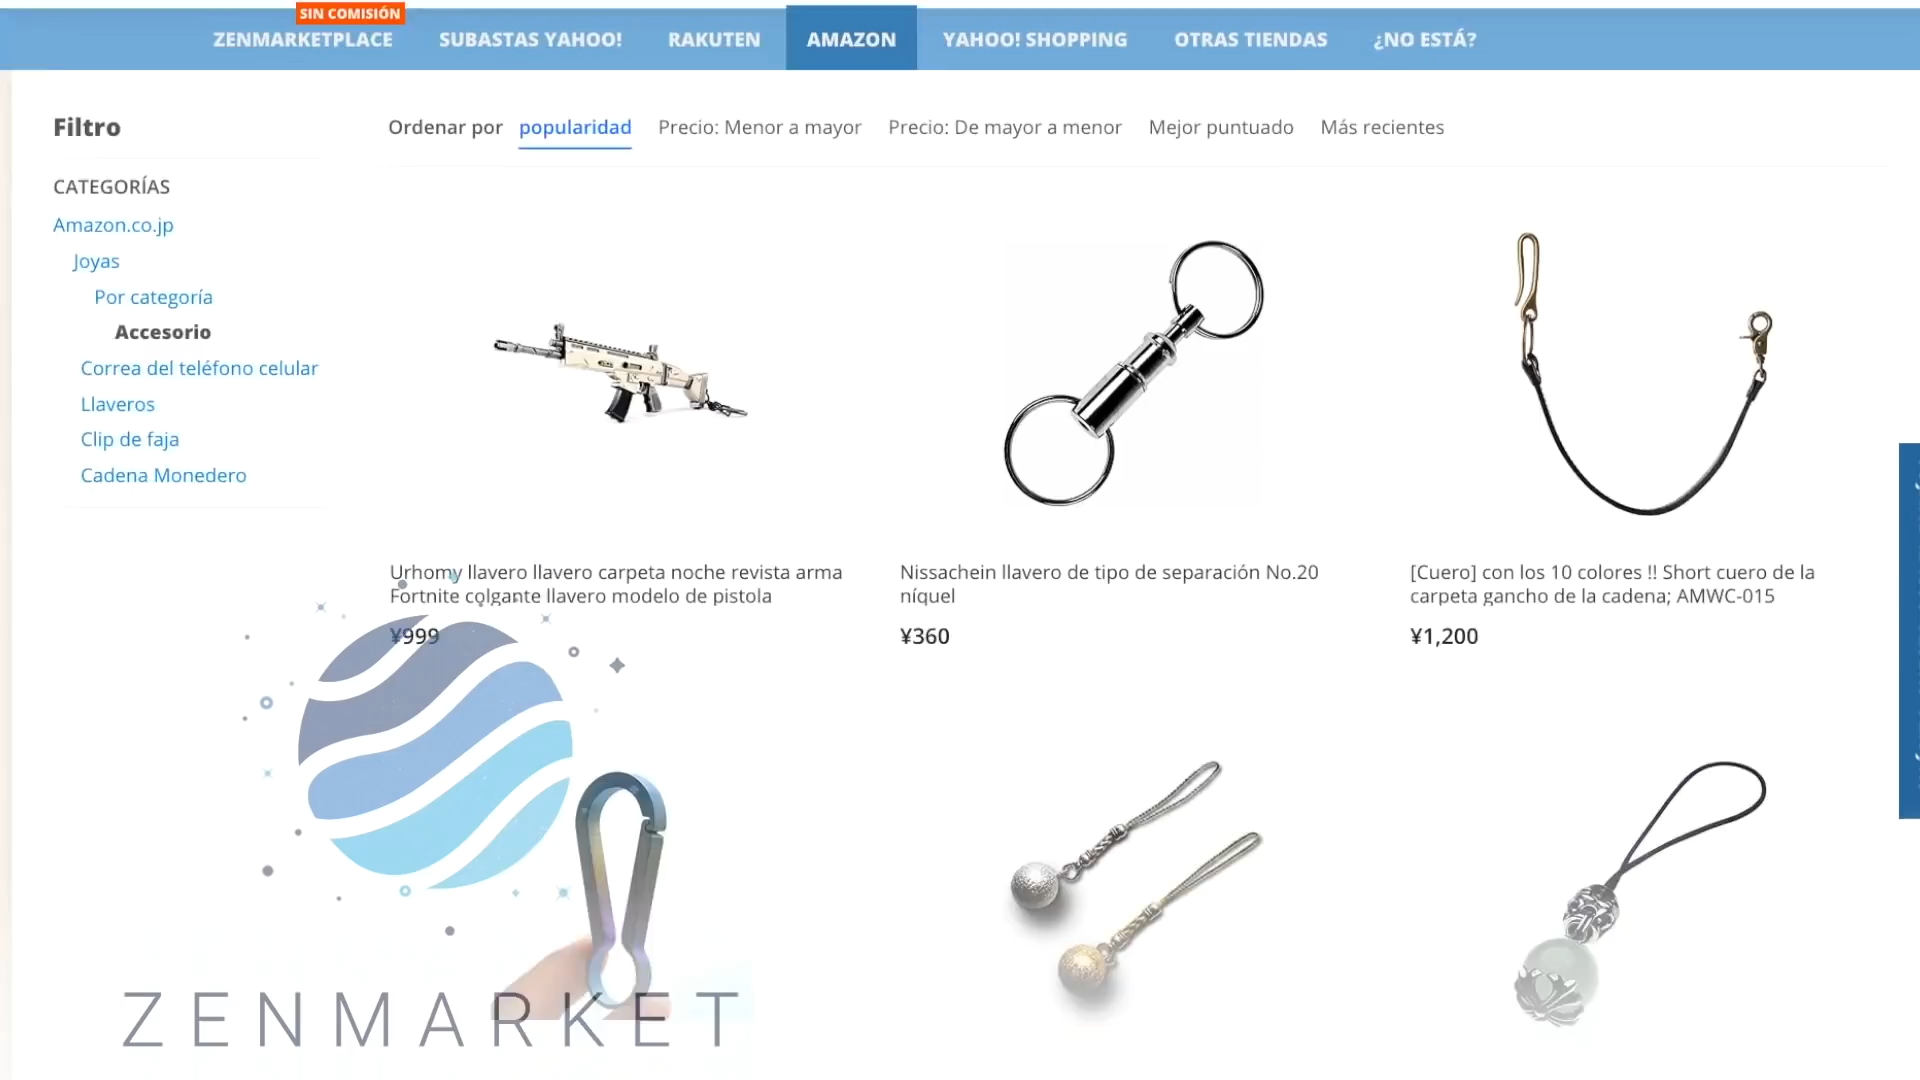 SIN COMISIÓN
ZENMARKETPLACE SUBASTAS YAHOO! RAKUTEN AMAZON YAHOO! SHOPPING OTRAS TIENDAS ¿NO ESTÁ?
Filtro
Ordenar por popularidad Precio: Menor a mayor Precio: De mayor a menor Mejor puntuado Más recientes
CATEGORÍAS
Amazon.co.jp
Joyas
Por categoría
Accesorio
Correa del teléfono celular
Llaveros
Clip de faja
Cadena Monedero
Urhomy llavero llavero carpeta noche revista arma
Fortnite colgante llavero modelo de pistola
¥999
Nissachein llavero de tipo de separación No.20
níquel
¥360
[Cuero] con los 10 colores !! Short cuero de la
carpeta gancho de la cadena; AMWC-015
¥1,200
ZENMARKET